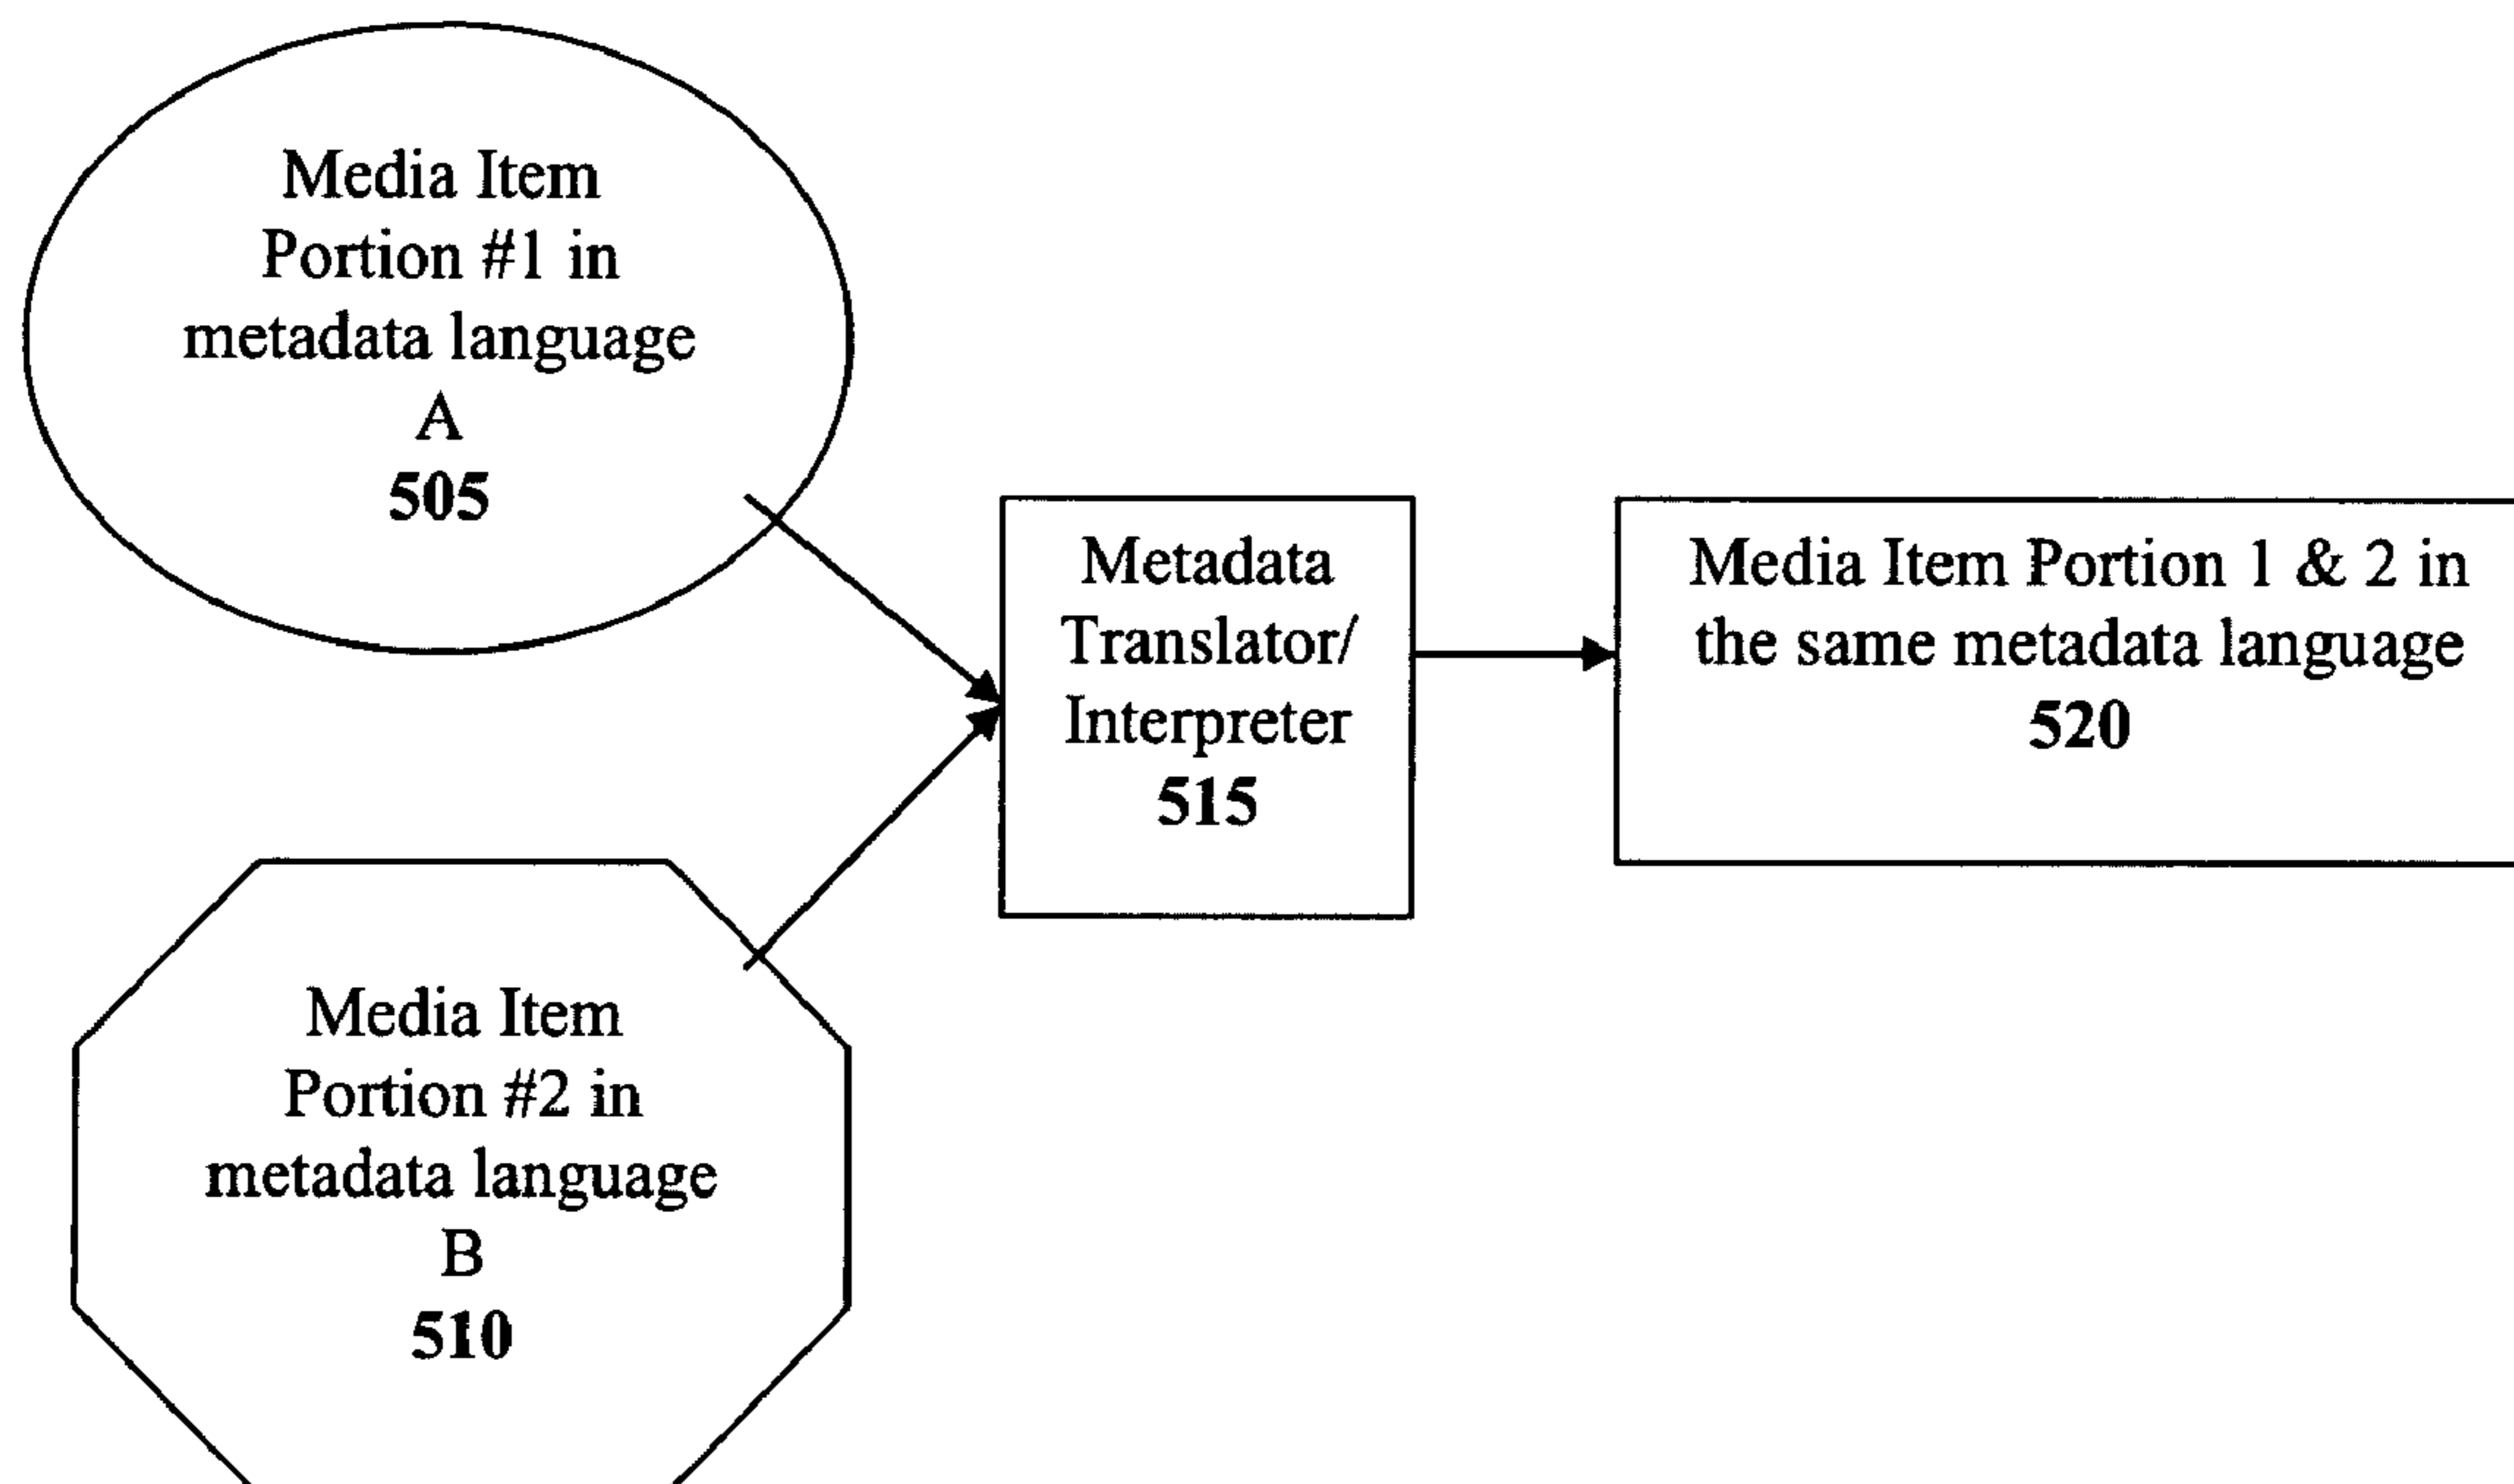 Media Item
Portion #1 in
metadata language
A
505
Metadata
Translator/
Interpreter
515
Media Item Portion 1 & 2 in
the same metadata language
520
Media Item
Portion #2 in
metadata language
B
510